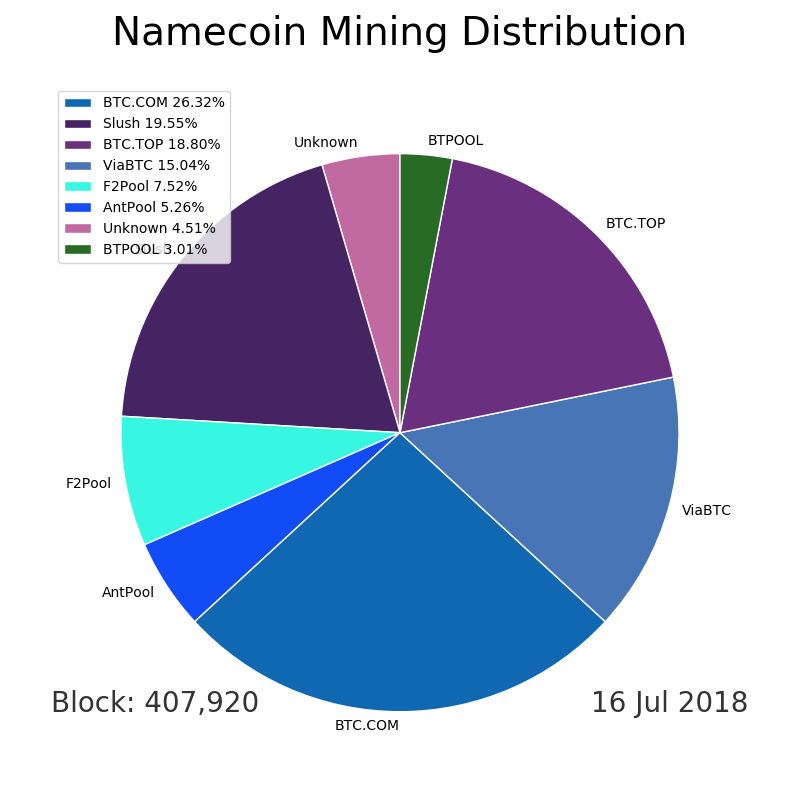 Namecoin Mining Distribution
BTC.COM 26.32%
Slush 19.55%
BTC.TOP 18.80%
ViaBTC 15.04%
F2Pool 7.52%
AntPool 5.26%
Unknown 4.51%
BTPOOL 3.01%
Unknown
BTPOOL
BTC.TOP
ViaBTC
F2Pool
AntPool
BTC.COM
Block: 407,920
16 Jul 2018